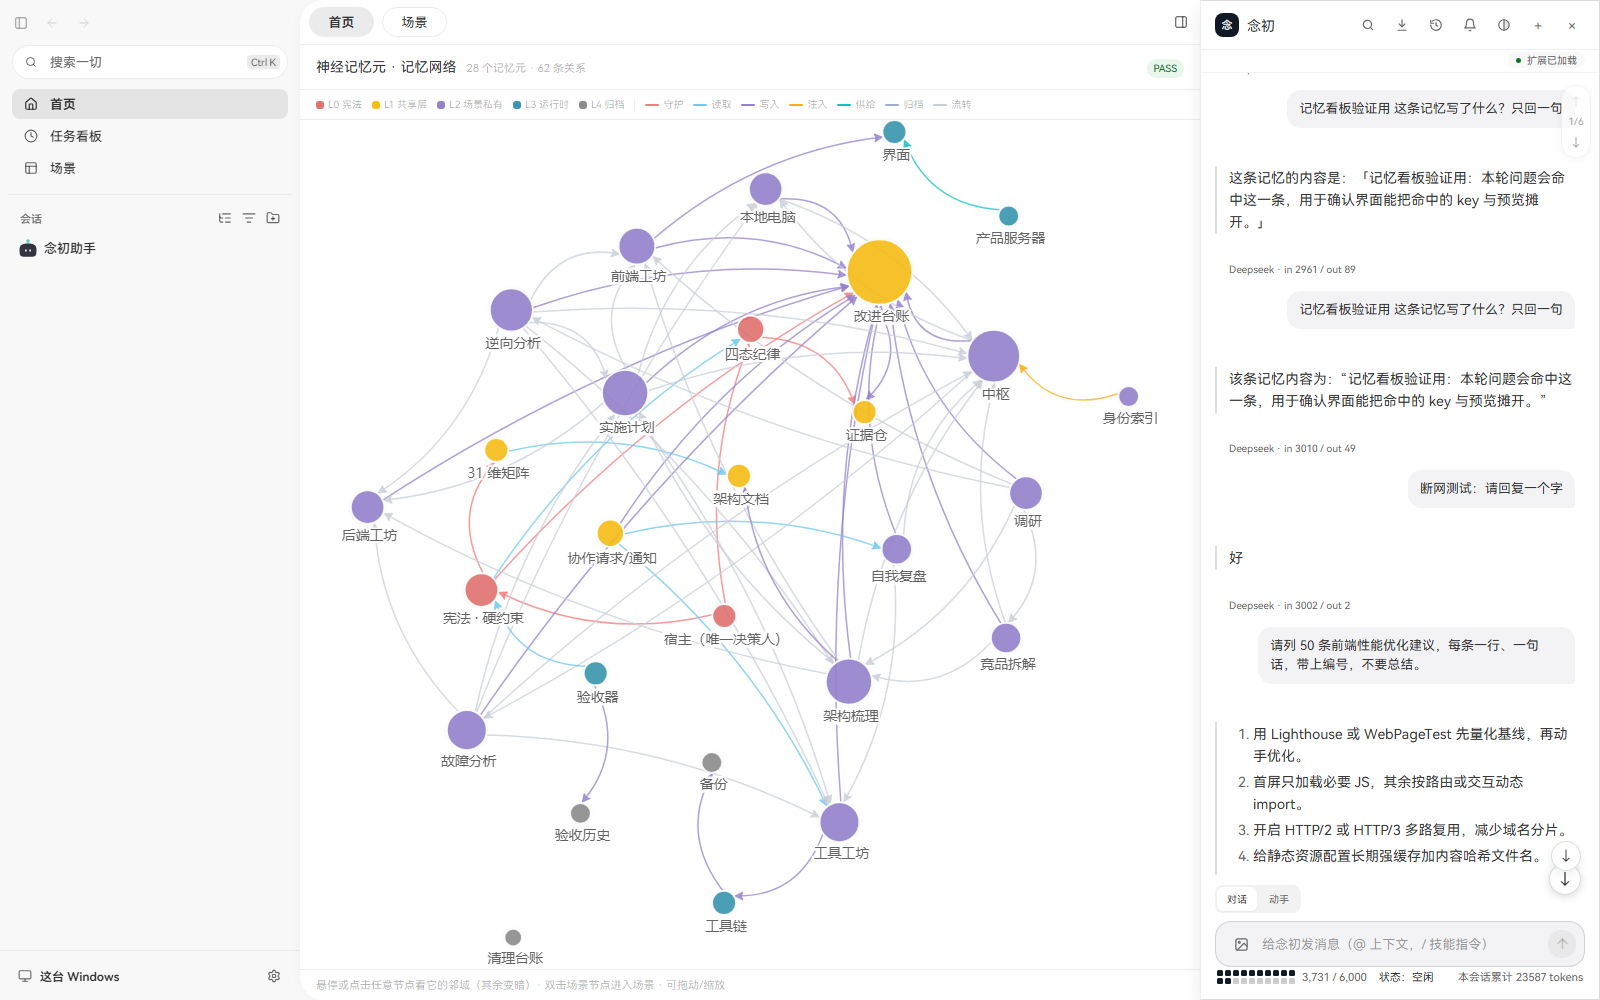 搜索一切
Ctrl K
首页
任务看板
场景
会话
念初助手
这台 Windows
首页
场景
神经记忆元 · 记忆网络
28 个记忆元 · 62 条关系
PASS
L0 宪法
L1 共享层
L2 场景私有
L3 运行时
L4 归档
守护
读取
写入
注入
供给
归档
流转
界面
本地电脑
产品服务器
前端工坊
改进台账
逆向分析
四态纪律
中枢
身份索引
实施计划
证据仓
31 维矩阵
架构文档
后端工坊
调研
协作请求/通知
自我复盘
宪法 · 硬约束
宿主（唯一决策人）
竞品拆解
验收器
架构梳理
故障分析
备份
验收历史
工具工坊
工具链
清理台账
悬停或点击任意节点看它的邻域（其余变暗）· 双击场景节点进入场景 · 可拖动/缩放
念
念初
扩展已加载
记忆看板验证用 这条记忆写了什么？只回一句
1/6
这条记忆的内容是：「记忆看板验证用：本轮问题会命
中这一条，用于确认界面能把命中的 key 与预览摊
开。」
Deepseek · in 2961 / out 89
记忆看板验证用 这条记忆写了什么？只回一句
该条记忆内容为：“记忆看板验证用：本轮问题会命中这
一条，用于确认界面能把命中的 key 与预览摊开。”
Deepseek · in 3010 / out 49
断网测试：请回复一个字
好
Deepseek · in 3002 / out 2
请列 50 条前端性能优化建议，每条一行、一句
话，带上编号，不要总结。
1. 用 Lighthouse 或 WebPageTest 先量化基线，再动
手优化。
2. 首屏只加载必要 JS，其余按路由或交互动态
import。
3. 开启 HTTP/2 或 HTTP/3 多路复用，减少域名分片。
4. 给静态资源配置长期强缓存加内容哈希文件名。
对话
动手
给念初发消息（@ 上下文，/ 技能指令）
3,731 / 6,000
状态：空闲
本会话累计 23587 tokens